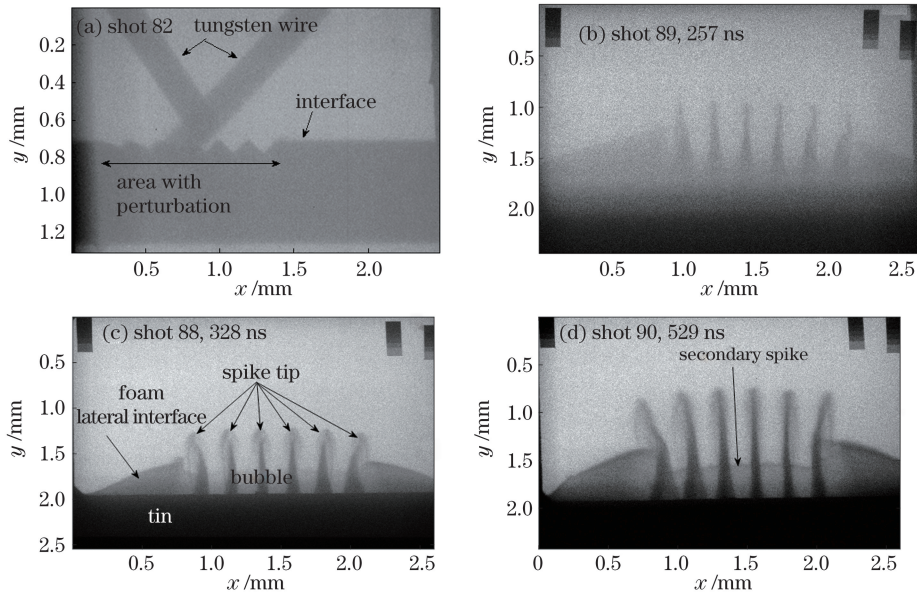 (a) shot 82
tungsten wire
interface
area with
perturbation
0.2
0.4
0.6
0.8
1.0
1.2
y /mm
0.5
1.0
1.5
2.0
x /mm
(b) shot 89, 257 ns
0.5
1.0
1.5
2.0
y /mm
0.5
1.0
1.5
2.0
2.5
x /mm
(c) shot 88, 328 ns
spike tip
foam
lateral interface
bubble
tin
0.5
1.0
1.5
2.0
2.5
y /mm
0.5
1.0
1.5
2.0
2.5
x /mm
(d) shot 90, 529 ns
secondary spike
0.5
1.0
1.5
2.0
y /mm
0
0.5
1.0
1.5
2.0
2.5
x /mm